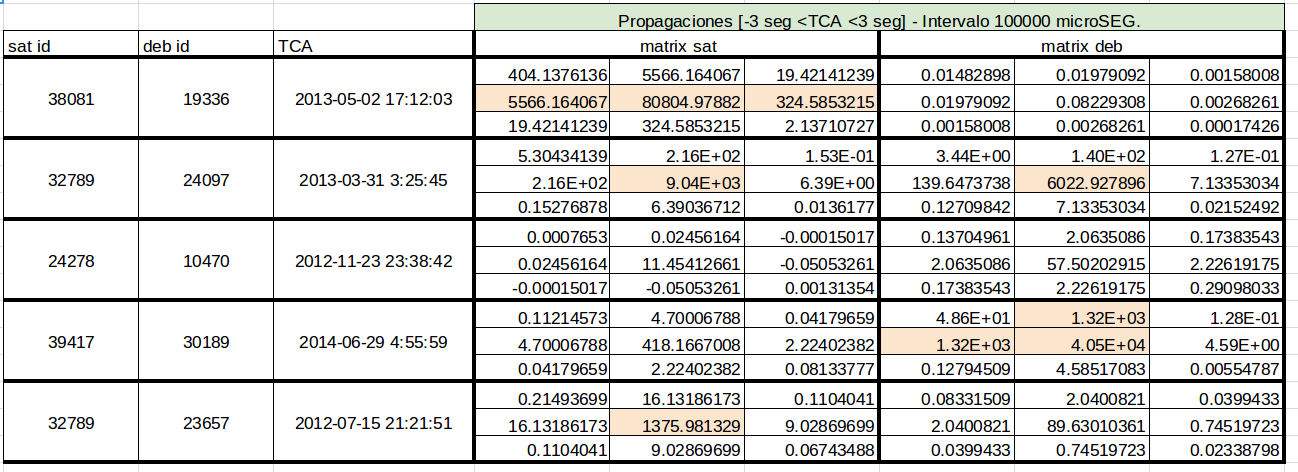 Propagaciones [-3 seg <TCA <3 seg] - Intervalo 100000 microSEG.
sat id deb id TCA matrix sat matrix deb
404.1376136 5566.164067 19.42141239 0.01482898 0.01979092 0.00158008
38081 19336 2013-05-02 17:12:03 5566.164067 80804.97882 324.5853215 0.01979092 0.08229308 0.00268261
19.42141239 324.5853215 2.13710727 0.00158008 0.00268261 0.00017426
5.30434139 2.16E+02 1.53E-01 3.44E+00 1.40E+02 1.27E-01
32789 24097 2013-03-31 3:25:45 2.16E+02 9.04E+03 6.39E+00 139.6473738 6022.927896 7.13353034
0.15276878 6.39036712 0.0136177 0.12709842 7.13353034 0.02152492
0.0007653 0.02456164 -0.00015017 0.13704961 2.0635086 0.17383543
24278 10470 2012-11-23 23:38:42 0.02456164 11.45412661 -0.05053261 2.0635086 57.50202915 2.22619175
-0.00015017 -0.05053261 0.00131354 0.17383543 2.22619175 0.29098033
0.11214573 4.70006788 0.04179659 4.86E+01 1.32E+03 1.28E-01
39417 30189 2014-06-29 4:55:59 4.70006788 418.1667008 2.22402382 1.32E+03 4.05E+04 4.59E+00
0.04179659 2.22402382 0.08133777 0.12794509 4.58517083 0.00554787
0.21493699 16.13186173 0.1104041 0.08331509 2.0400821 0.0399433
32789 23657 2012-07-15 21:21:51 16.13186173 1375.981329 9.02869699 2.0400821 89.63010361 0.74519723
0.1104041 9.02869699 0.06743488 0.0399433 0.74519723 0.02338798